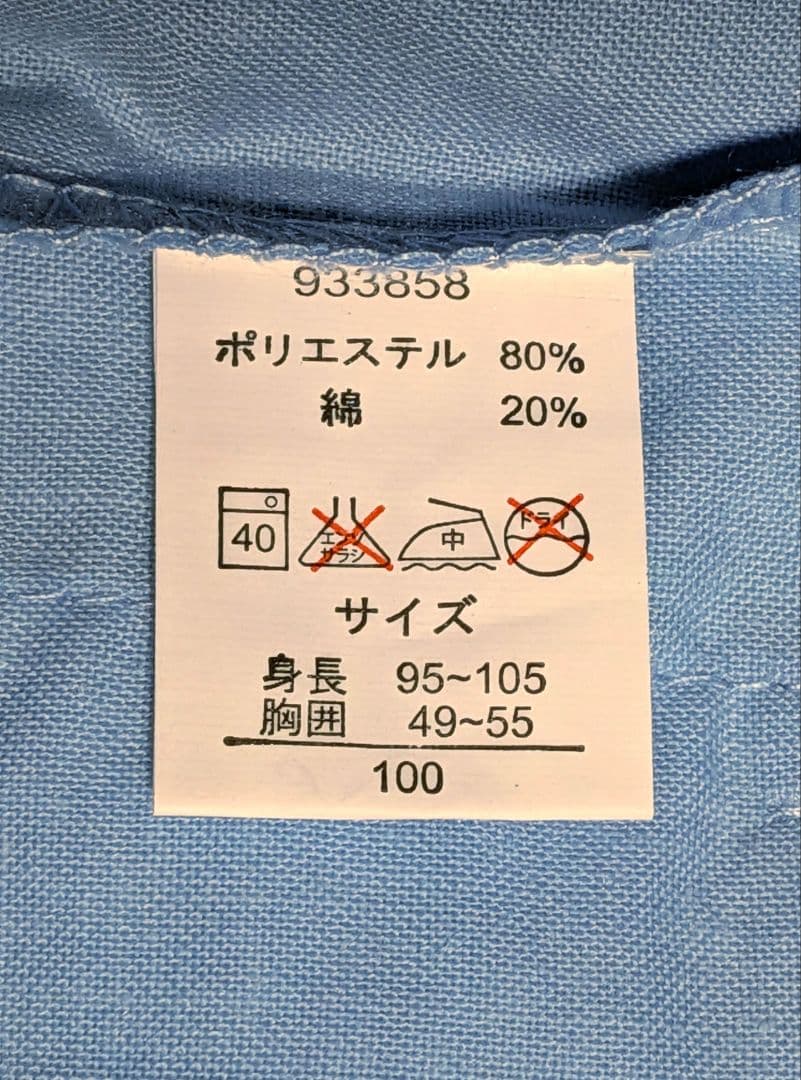 933858
ポリエステル 80%
綿 20%
40 エンソ サラシ 中 ドライ
サイズ
身長 95~105
胸囲 49~55
100